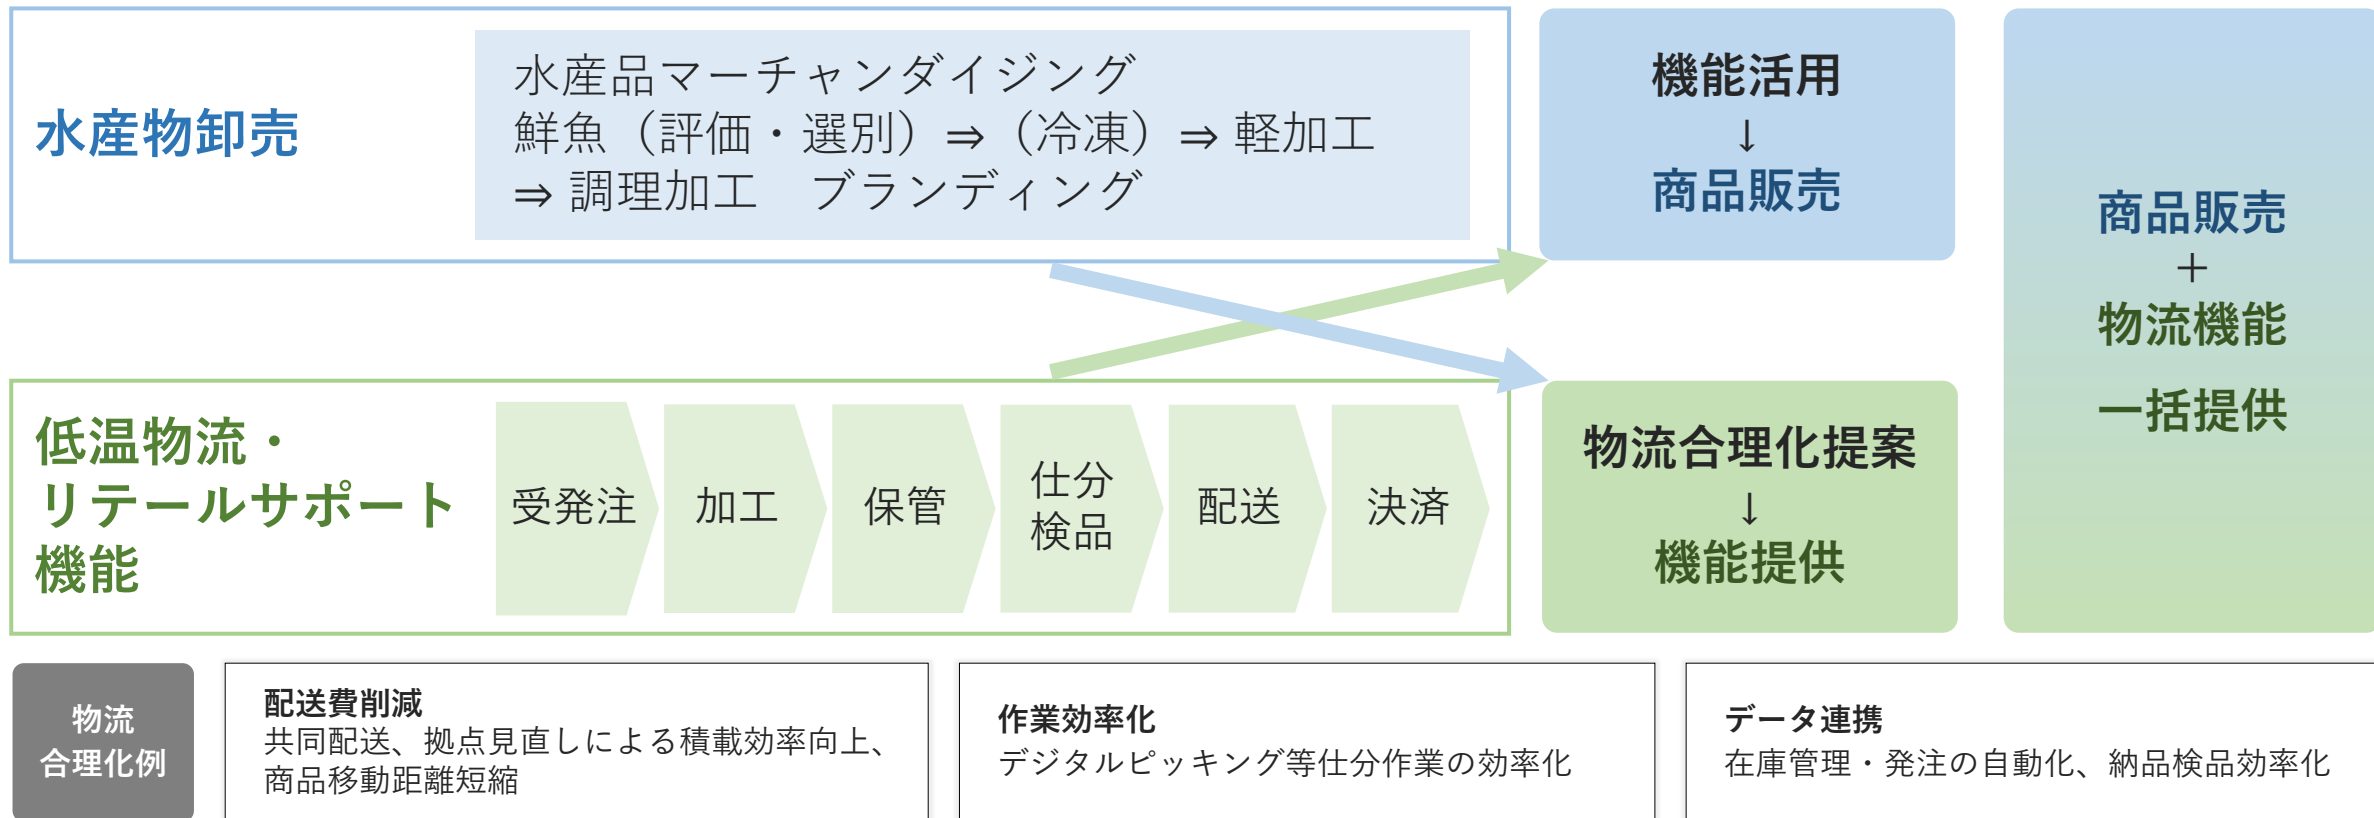 水産物卸売
水産品マーチャンダイジング
鮮魚（評価・選別）⇒（冷凍）⇒ 軽加工
⇒ 調理加工　ブランディング
機能活用
↓
商品販売
商品販売
＋
物流機能
一括提供
低温物流・
リテールサポート
機能
受発注
加工
保管
仕分
検品
配送
決済
物流合理化提案
↓
機能提供
物流
合理化例
配送費削減
共同配送、拠点見直しによる積載効率向上、
商品移動距離短縮
作業効率化
デジタルピッキング等仕分作業の効率化
データ連携
在庫管理・発注の自動化、納品検品効率化